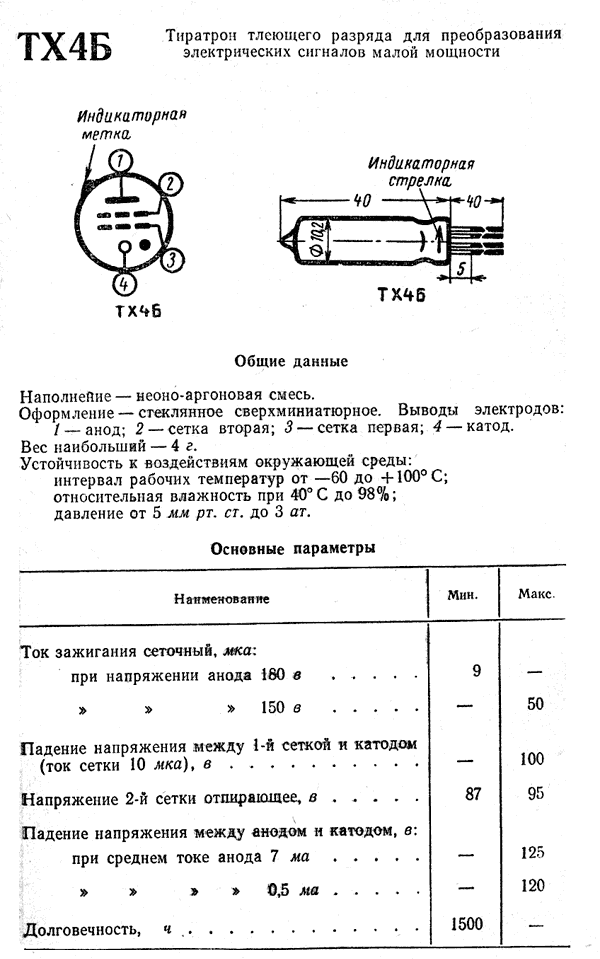 ТХ4Б
Тиратрон тлеющего разряда для преобразования
электрических сигналов малой мощности
Индикаторная
метка
1
2
3
4
ТХ4Б
Индикаторная
стрелка
40
40
Ф10,2
5
ТХ4Б
Общие данные
Наполнение — неоно-аргоновая смесь.
Оформление — стеклянное сверхминиатюрное. Выводы электродов:
1 — анод; 2 — сетка вторая; 3 — сетка первая; 4 — катод.
Вес наибольший — 4 г.
Устойчивость к воздействиям окружающей среды:
интервал рабочих температур от —60 до +100° С;
относительная влажность при 40° С до 98%;
давление от 5 мм рт. ст. до 3 ат.
Основные параметры
Наименование Мин. Макс.
Ток зажигания сеточный, мка:
при напряжении анода 180 в . . . . . 9 —
» » » 150 в . . . . . — 50
Падение напряжения между 1-й сеткой и катодом
(ток сетки 10 мка), в . . . . . . . . . . — 100
Напряжение 2-й сетки отпирающее, в . . . . . 87 95
Падение напряжения между анодом и катодом, в:
при среднем токе анода 7 ма . . . . . — 125
» » » » 0,5 ма . . . . . — 120
Долговечность, ч . . . . . . . . . . . . . 1500 —